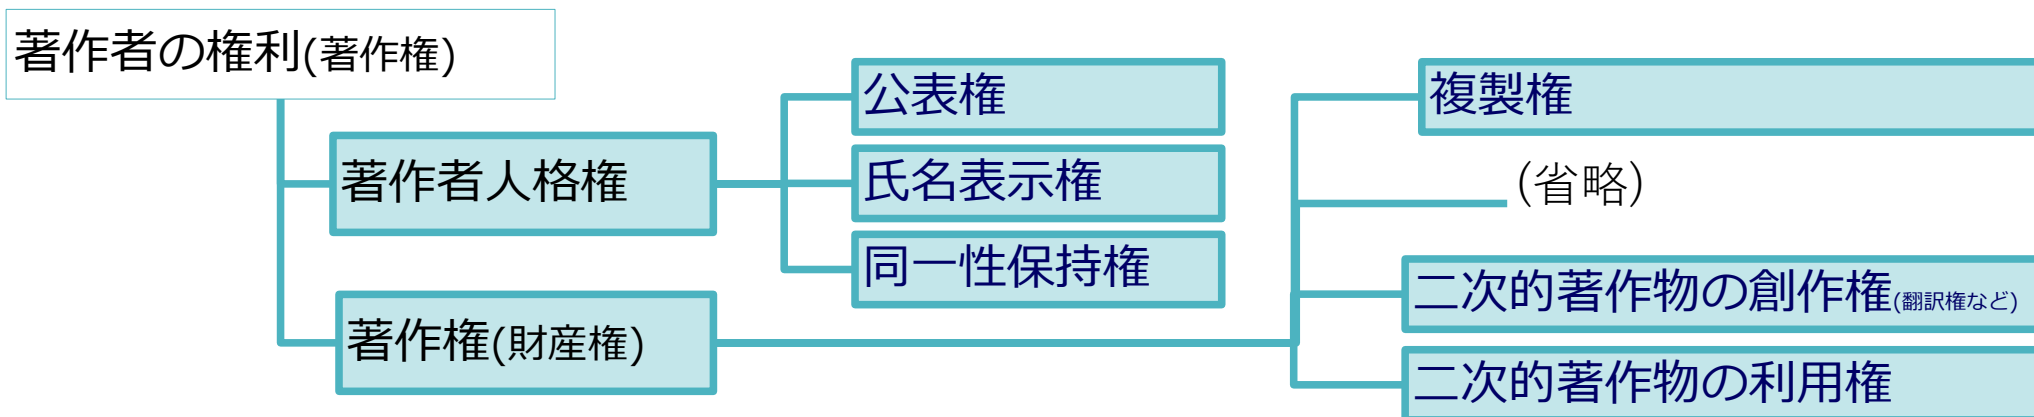 著作者の権利(著作権)
著作者人格権
公表権
氏名表示権
同一性保持権
著作権(財産権)
複製権
(省略)
二次的著作物の創作権(翻訳権など)
二次的著作物の利用権